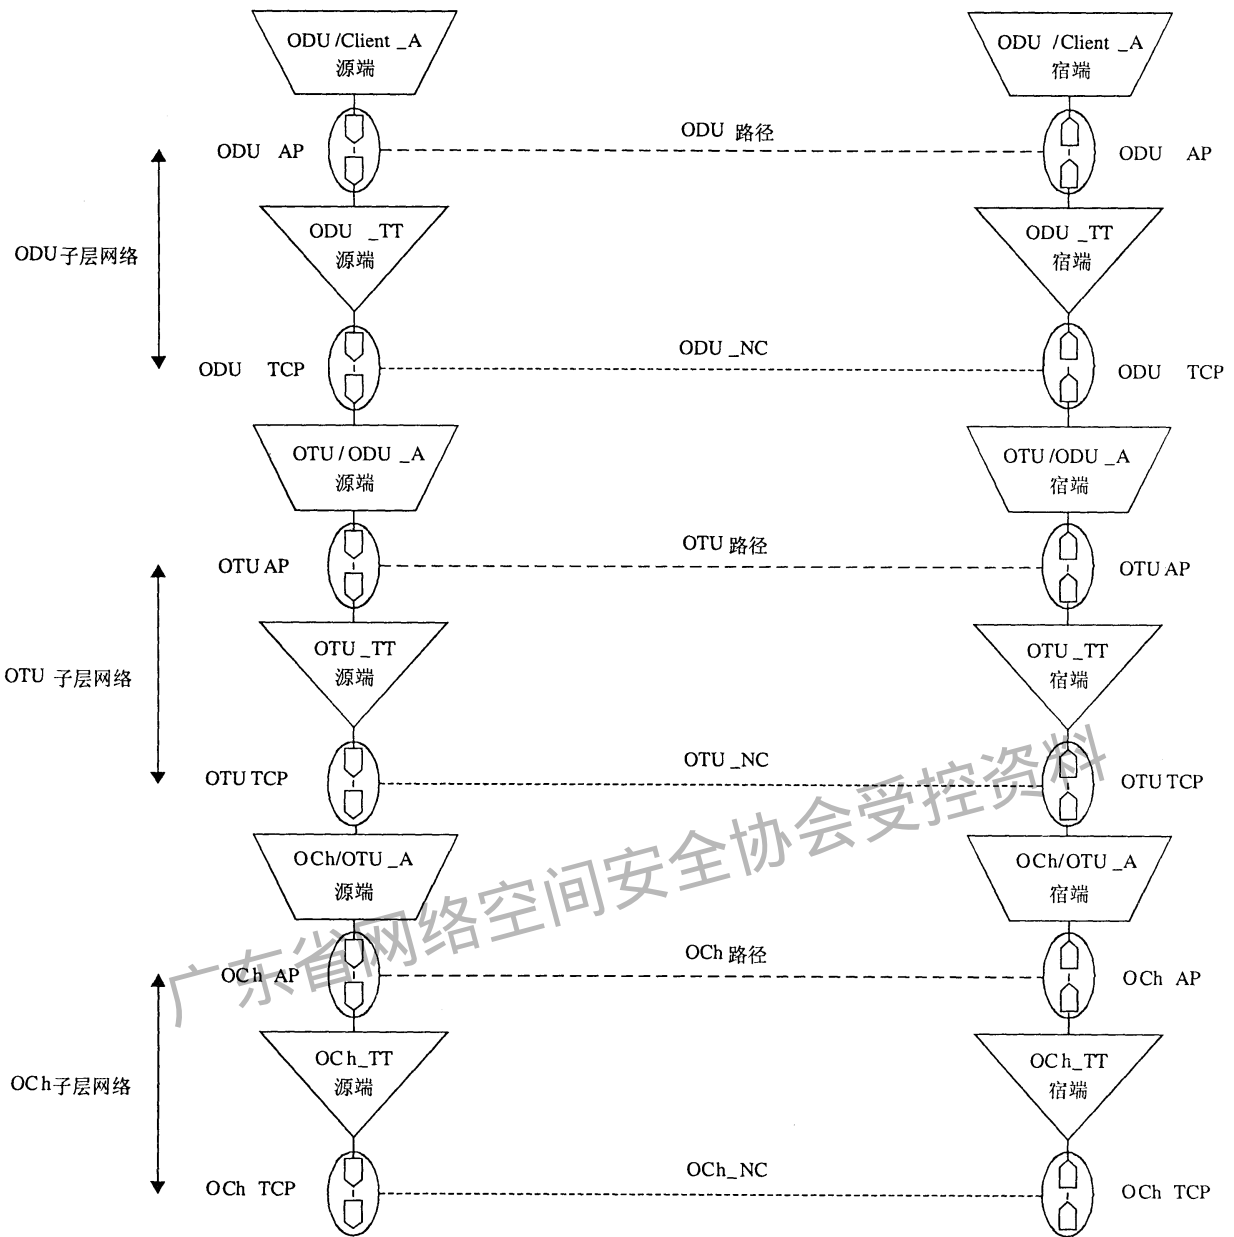 ODU /Client _A
源端
ODU /Client _A
宿端
ODU AP
ODU 路径
ODU AP
ODU _TT
源端
ODU _TT
宿端
ODU子层网络
ODU TCP
ODU _NC
ODU TCP
OTU / ODU _A
源端
OTU /ODU _A
宿端
OTU AP
OTU 路径
OTU AP
OTU _TT
源端
OTU _TT
宿端
OTU 子层网络
OTU TCP
OTU _NC
OTU TCP
OCh/OTU _A
源端
OCh/OTU _A
宿端
OCh AP
OCh 路径
OCh AP
OCh_TT
源端
OCh_TT
宿端
OCh子层网络
OCh TCP
OCh_NC
OCh TCP
广东省网络空间安全协会受控资料